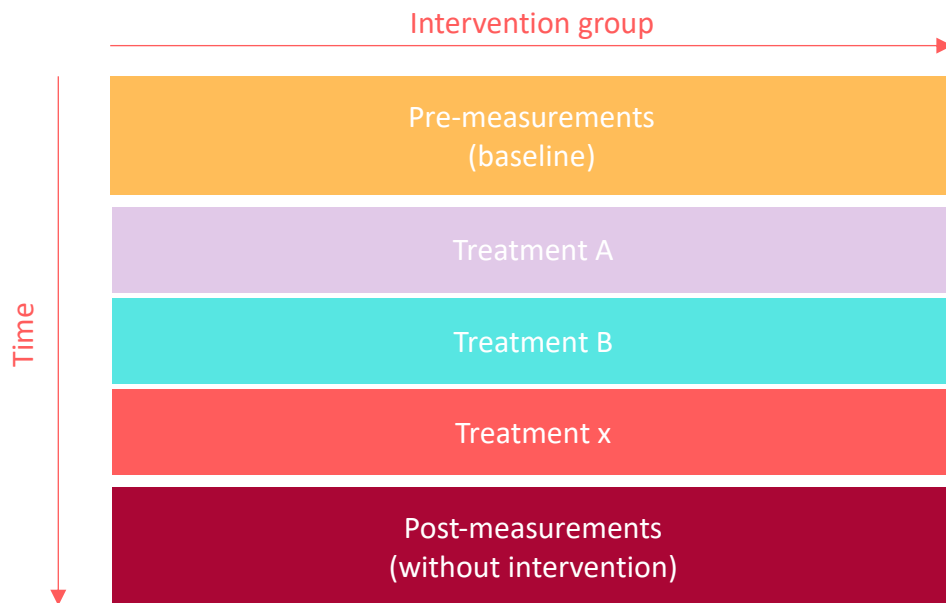 Intervention group
Time
Pre-measurements
(baseline)
Treatment A
Treatment B
Treatment x
Post-measurements
(without intervention)